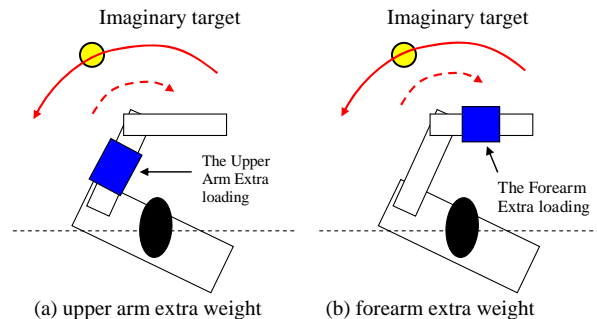 Imaginary target
Imaginary target
The Upper
Arm Extra
loading
The Forearm
Extra loading
(a) upper arm extra weight
(b) forearm extra weight